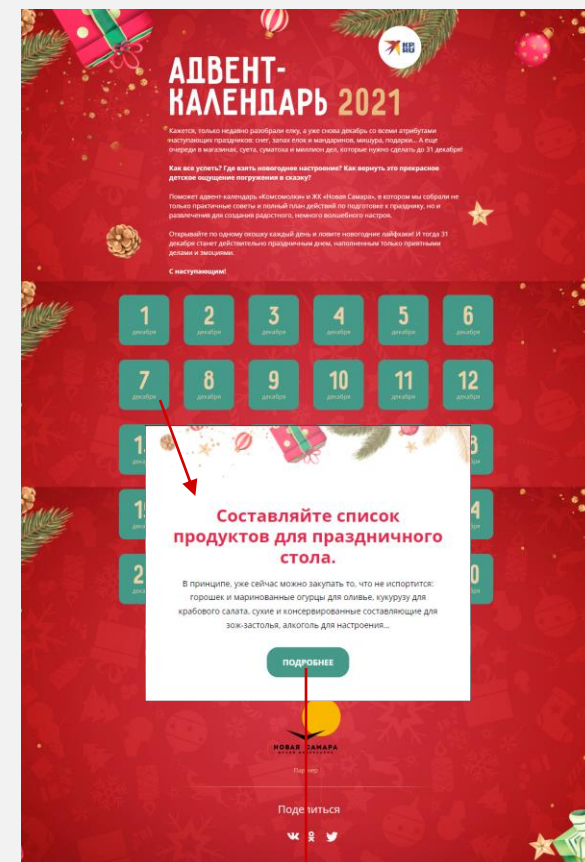 КР.
RU
АДВЕНТ-
КАЛЕНДАРЬ 2021
Кажется, только недавно разобрали елку, а уже снова декабрь со всеми атрибутами
наступающих праздников: снег, запах елок и мандаринов, мишура, подарки... А еще
очереди в магазинах, суета, суматоха и миллион дел, которые нужно сделать до 31 декабря!
Как все успеть? Где взять новогоднее настроение? Как вернуть это прекрасное
детское ощущение погружения в сказку?
Поможет адвент-календарь «Комсомолки» и ЖК «Новая Самара», в котором мы собрали не
только практичные советы и полный план действий по подготовке к празднику, но и
развлечения для создания радостного, немного волшебного настроя.
Открывайте по одному окошку каждый день и ловите новогодние лайфхаки! И тогда 31
декабря станет действительно праздничным днем, наполненным только приятными
делами и эмоциями.
С наступающим!
1 2 3 4 5 6
декабря декабря декабря декабря декабря декабря
7 8 9 10 11 12
декабря декабря декабря декабря декабря декабря
Составляйте список
продуктов для праздничного
стола.
В принципе, уже сейчас можно закупать то, что не испортится:
горошек и маринованные огурцы для оливье, кукурузу для
крабового салата, сухие и консервированные составляющие для
зож-застолья, алкоголь для настроения...
ПОДРОБНЕЕ
НОВАЯ САМАРА
Партнер
Поделиться